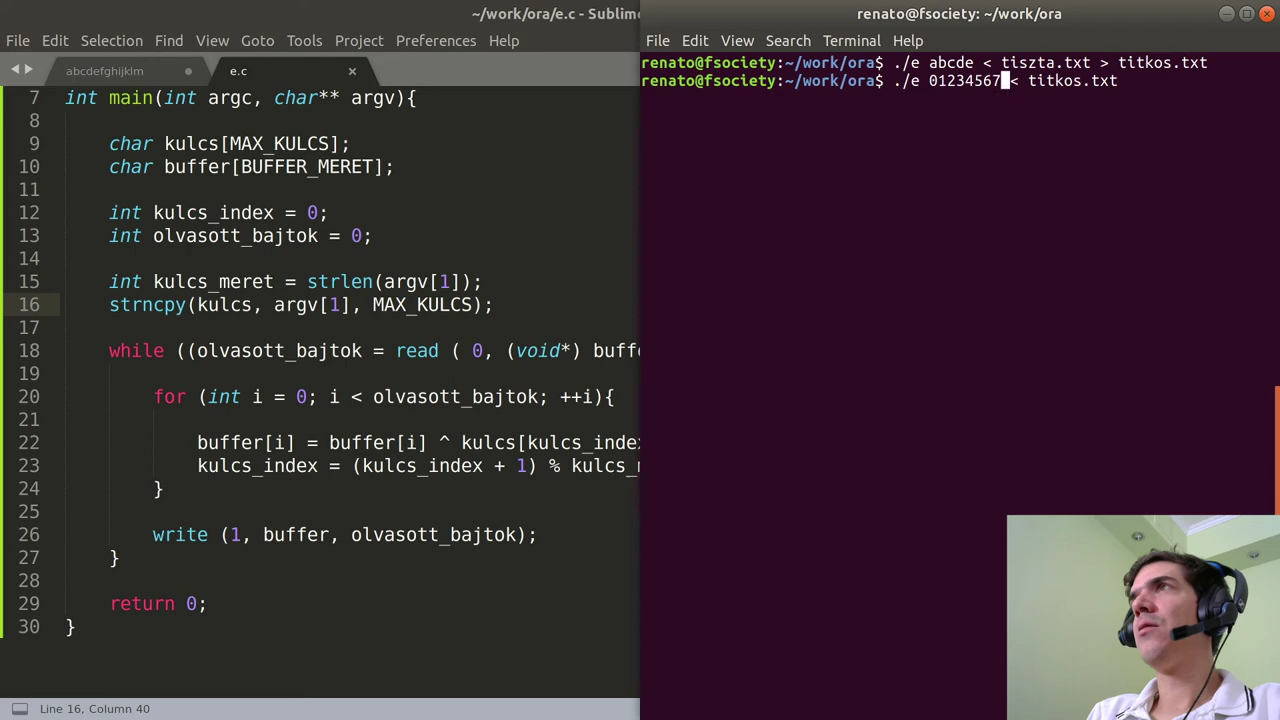 ~/work/ora/e.c - Sublime
File Edit Selection Find View Goto Tools Project Preferences Help
abcdefghijklm
e.c
7 int main(int argc, char** argv){
8
9 char kulcs[MAX_KULCS];
10 char buffer[BUFFER_MERET];
11
12 int kulcs_index = 0;
13 int olvasott_bajtok = 0;
14
15 int kulcs_meret = strlen(argv[1]);
16 strncpy(kulcs, argv[1], MAX_KULCS);
17
18 while ((olvasott_bajtok = read ( 0, (void*) buffe
19
20 for (int i = 0; i < olvasott_bajtok; ++i){
21
22 buffer[i] = buffer[i] ^ kulcs[kulcs_index
23 kulcs_index = (kulcs_index + 1) % kulcs_m
24 }
25
26 write (1, buffer, olvasott_bajtok);
27 }
28
29 return 0;
30 }
Line 16, Column 40
renato@fsociety: ~/work/ora
File Edit View Search Terminal Help
renato@fsociety:~/work/ora$ ./e abcde < tiszta.txt > titkos.txt
renato@fsociety:~/work/ora$ ./e 01234567 < titkos.txt